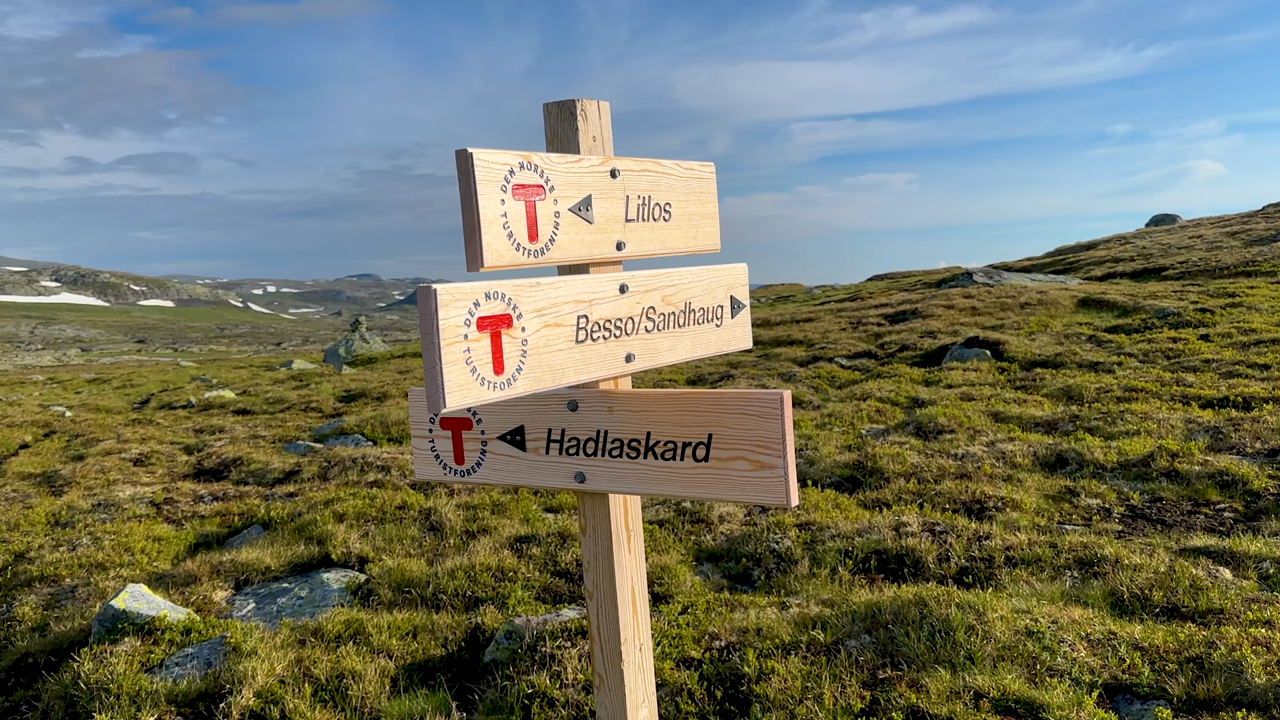 DEN NORSKE TURISTFORENING
T
Litlos
DEN NORSKE TURISTFORENING
T
Besso/Sandhaug
T
TURISTFORENING
Hadlaskard